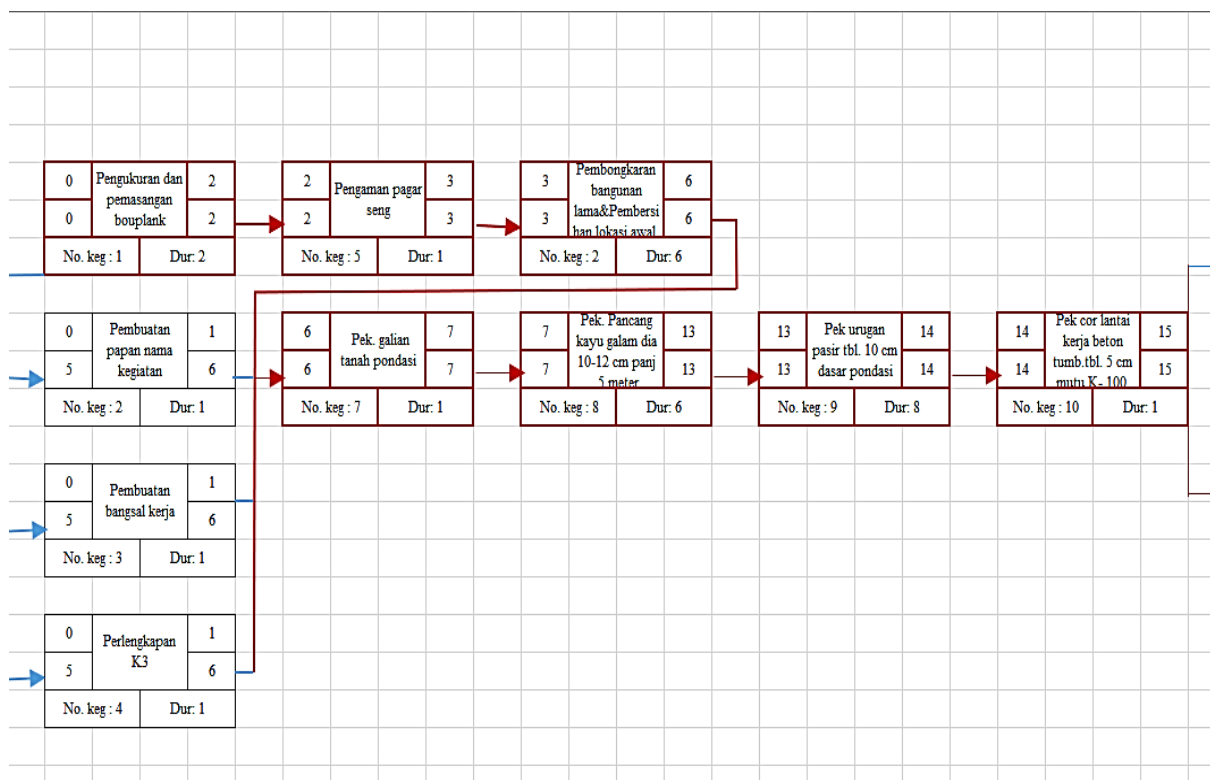 0
Pengukuran dan
pemasangan
bouplank
2
0
2
No. keg : 1
Dur: 2
2
Pengaman pagar
seng
3
2
3
No. keg : 5
Dur: 1
3
Pembongkaran
bangunan
lama&Pembersi
han lokasi awal
6
3
6
No. keg : 2
Dur: 6
0
Pembuatan
papan nama
kegiatan
1
5
6
No. keg : 2
Dur: 1
6
Pek. galian
tanah pondasi
7
6
7
No. keg : 7
Dur: 1
7
Pek. Pancang
kayu galam dia
10-12 cm panj
5 meter
13
7
13
No. keg : 8
Dur: 6
13
Pek urugan
pasir tbl. 10 cm
dasar pondasi
14
13
14
No. keg : 9
Dur: 8
14
Pek cor lantai
kerja beton
tumb.tbl. 5 cm
mutu K- 100
15
14
15
No. keg : 10
Dur: 1
0
Pembuatan
bangsal kerja
1
5
6
No. keg : 3
Dur: 1
0
Perlengkapan
K3
1
5
6
No. keg : 4
Dur: 1